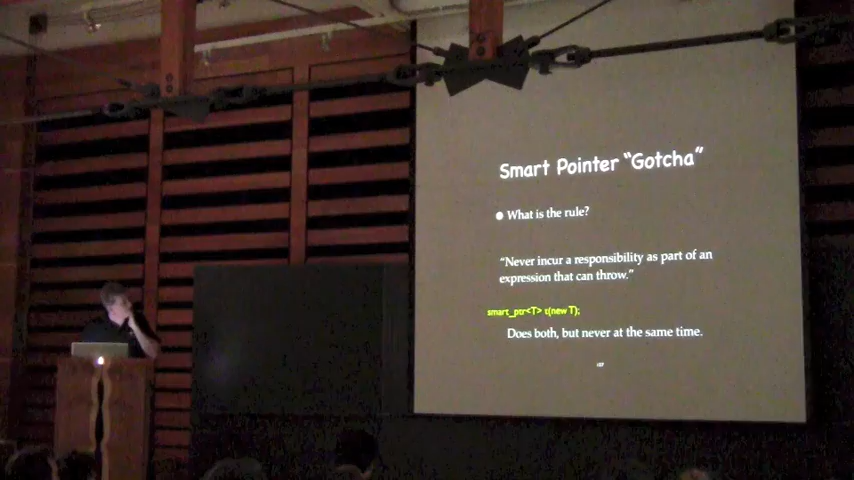 Smart Pointer “Gotcha”
What is the rule?
“Never incur a responsibility as part of an
expression that can throw.”
smart_ptr<T> t(new T);
Does both, but never at the same time.